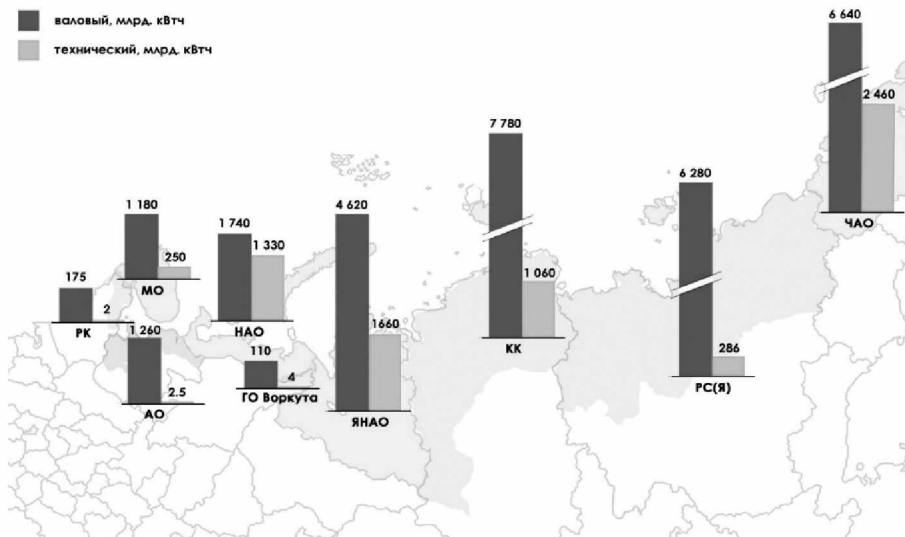 валовый, млрд. кВтч
технический, млрд. кВтч
6 640
2 460
ЧАО
7 780
1 060
КК
6 280
286
РС(Я)
4 620
1660
ЯНАО
1 740
1 330
НАО
1 180
250
МО
175
2
РК
1 260
2.5
АО
110
4
ГО Воркута